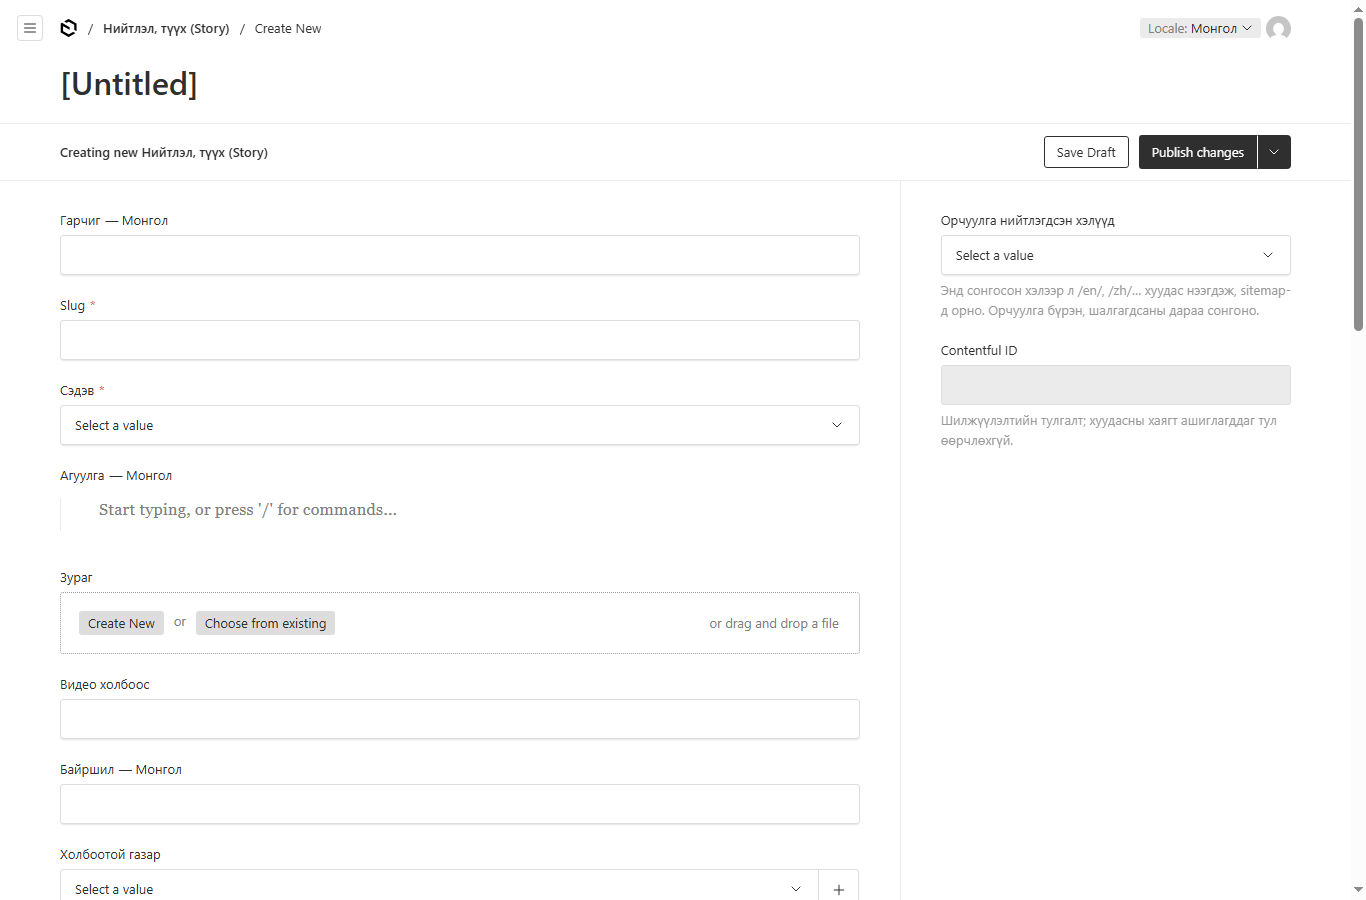 / Нийтлэл, түүх (Story) / Create New
Locale: Монгол
[Untitled]
Creating new Нийтлэл, түүх (Story)
Save Draft
Publish changes
Гарчиг — Монгол
Slug *
Сэдэв *
Select a value
Агуулга — Монгол
Start typing, or press '/' for commands...
Зураг
Create New or Choose from existing
or drag and drop a file
Видео холбоос
Байршил — Монгол
Холбоотой газар
Select a value
Орчуулга нийтлэгдсэн хэлүүд
Select a value
Энд сонгосон хэлээр л /en/, /zh/... хуудас нээгдэж, sitemap-
д орно. Орчуулга бүрэн, шалгагдсаны дараа сонгоно.
Contentful ID
Шилжүүлэлтийн тулгалт; хуудасны хаягт ашиглагддаг тул
өөрчлөхгүй.